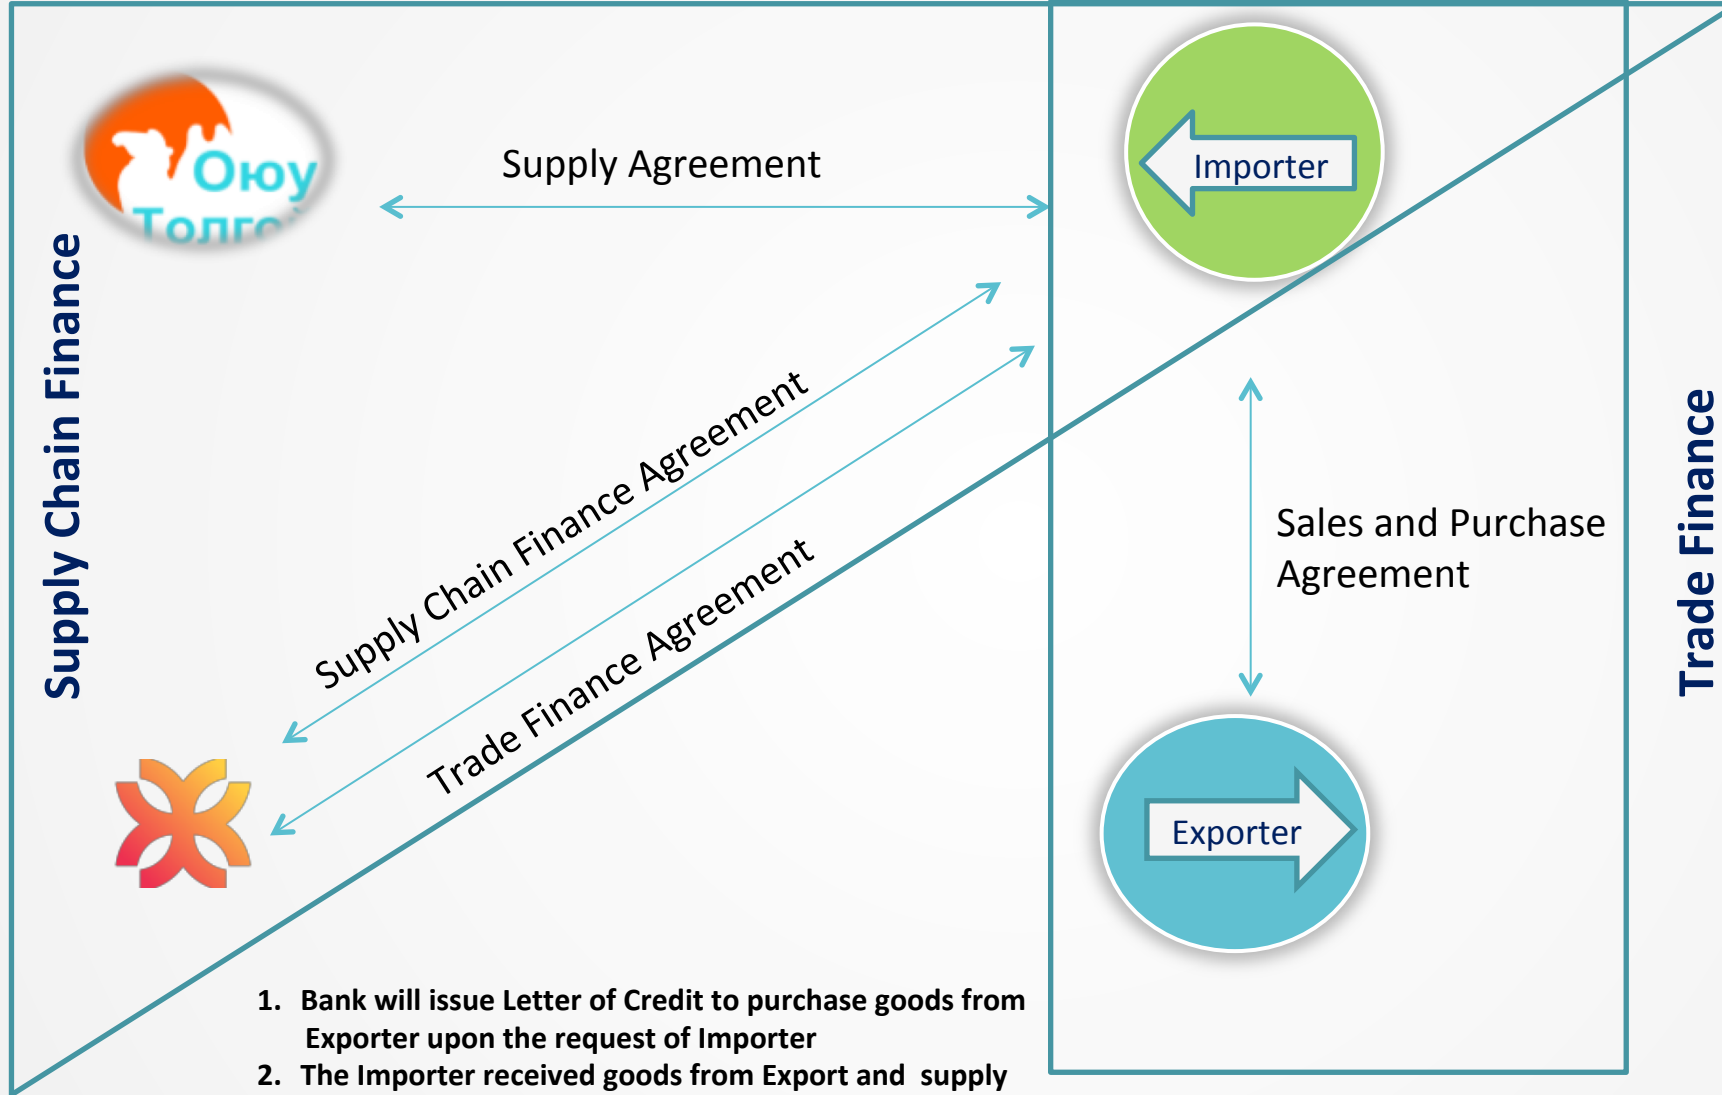 Оюу
Толго
Supply Agreement
Importer
Supply Chain Finance
Supply Chain Finance Agreement
Trade Finance Agreement
Sales and Purchase
Agreement
Trade Finance
Exporter
1. Bank will issue Letter of Credit to purchase goods from
Exporter upon the request of Importer
2. The Importer received goods from Export and supply